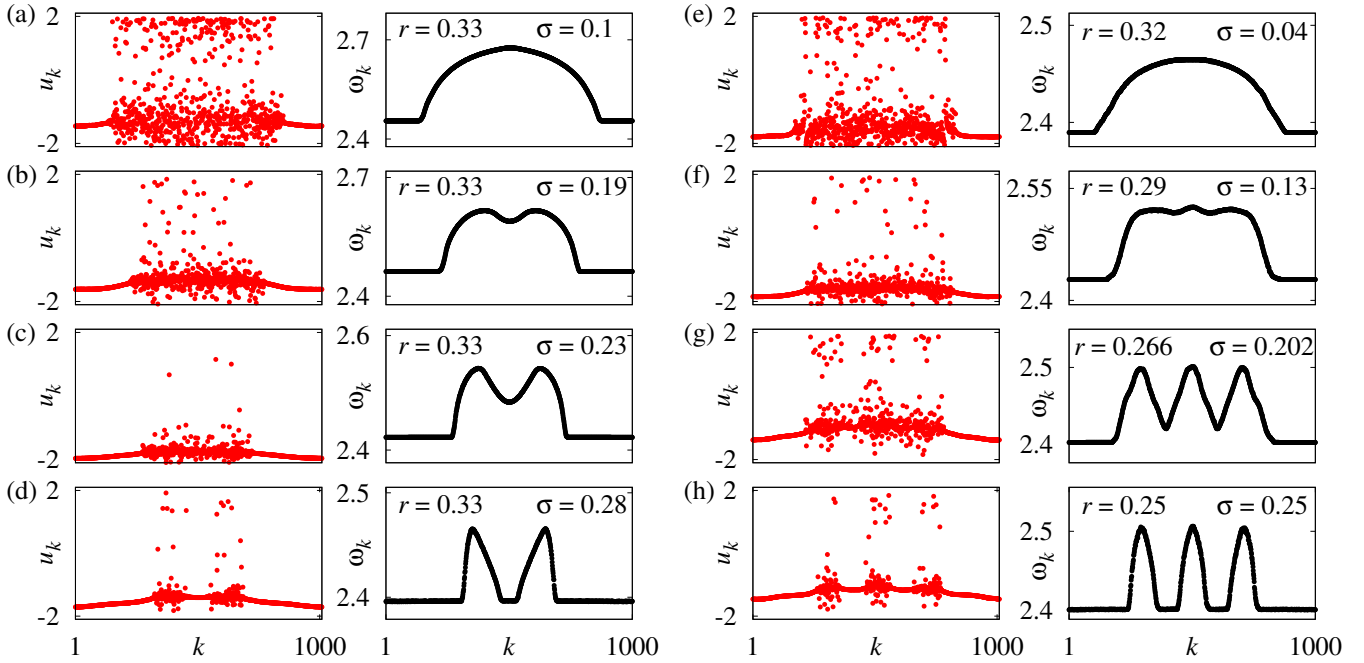 (a) 2 -2 u_k 2.7 2.4 ω_k r = 0.33 σ = 0.1
(e) 2 -2 u_k 2.5 2.4 ω_k r = 0.32 σ = 0.04
(b) 2 -2 u_k 2.7 2.4 ω_k r = 0.33 σ = 0.19
(f) 2 -2 u_k 2.55 2.4 ω_k r = 0.29 σ = 0.13
(c) 2 -2 u_k 2.6 2.4 ω_k r = 0.33 σ = 0.23
(g) 2 -2 u_k 2.5 2.4 ω_k r = 0.266 σ = 0.202
(d) 2 -2 u_k 2.5 2.4 ω_k r = 0.33 σ = 0.28
(h) 2 -2 u_k 2.5 2.4 ω_k r = 0.25 σ = 0.25
1 k 1000 1 k 1000 1 k 1000 1 k 1000